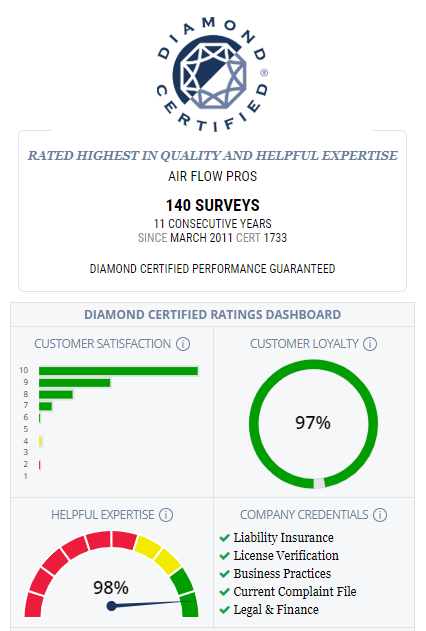 DIAMOND
CERTIFIED
®
RATED HIGHEST IN QUALITY AND HELPFUL EXPERTISE
AIR FLOW PROS
140 SURVEYS
11 CONSECUTIVE YEARS
SINCE MARCH 2011 CERT 1733
DIAMOND CERTIFIED PERFORMANCE GUARANTEED
DIAMOND CERTIFIED RATINGS DASHBOARD
CUSTOMER SATISFACTION i
10
9
8
7
6
5
4
3
2
1
CUSTOMER LOYALTY i
97%
HELPFUL EXPERTISE i
98%
COMPANY CREDENTIALS i
Liability Insurance
License Verification
Business Practices
Current Complaint File
Legal & Finance